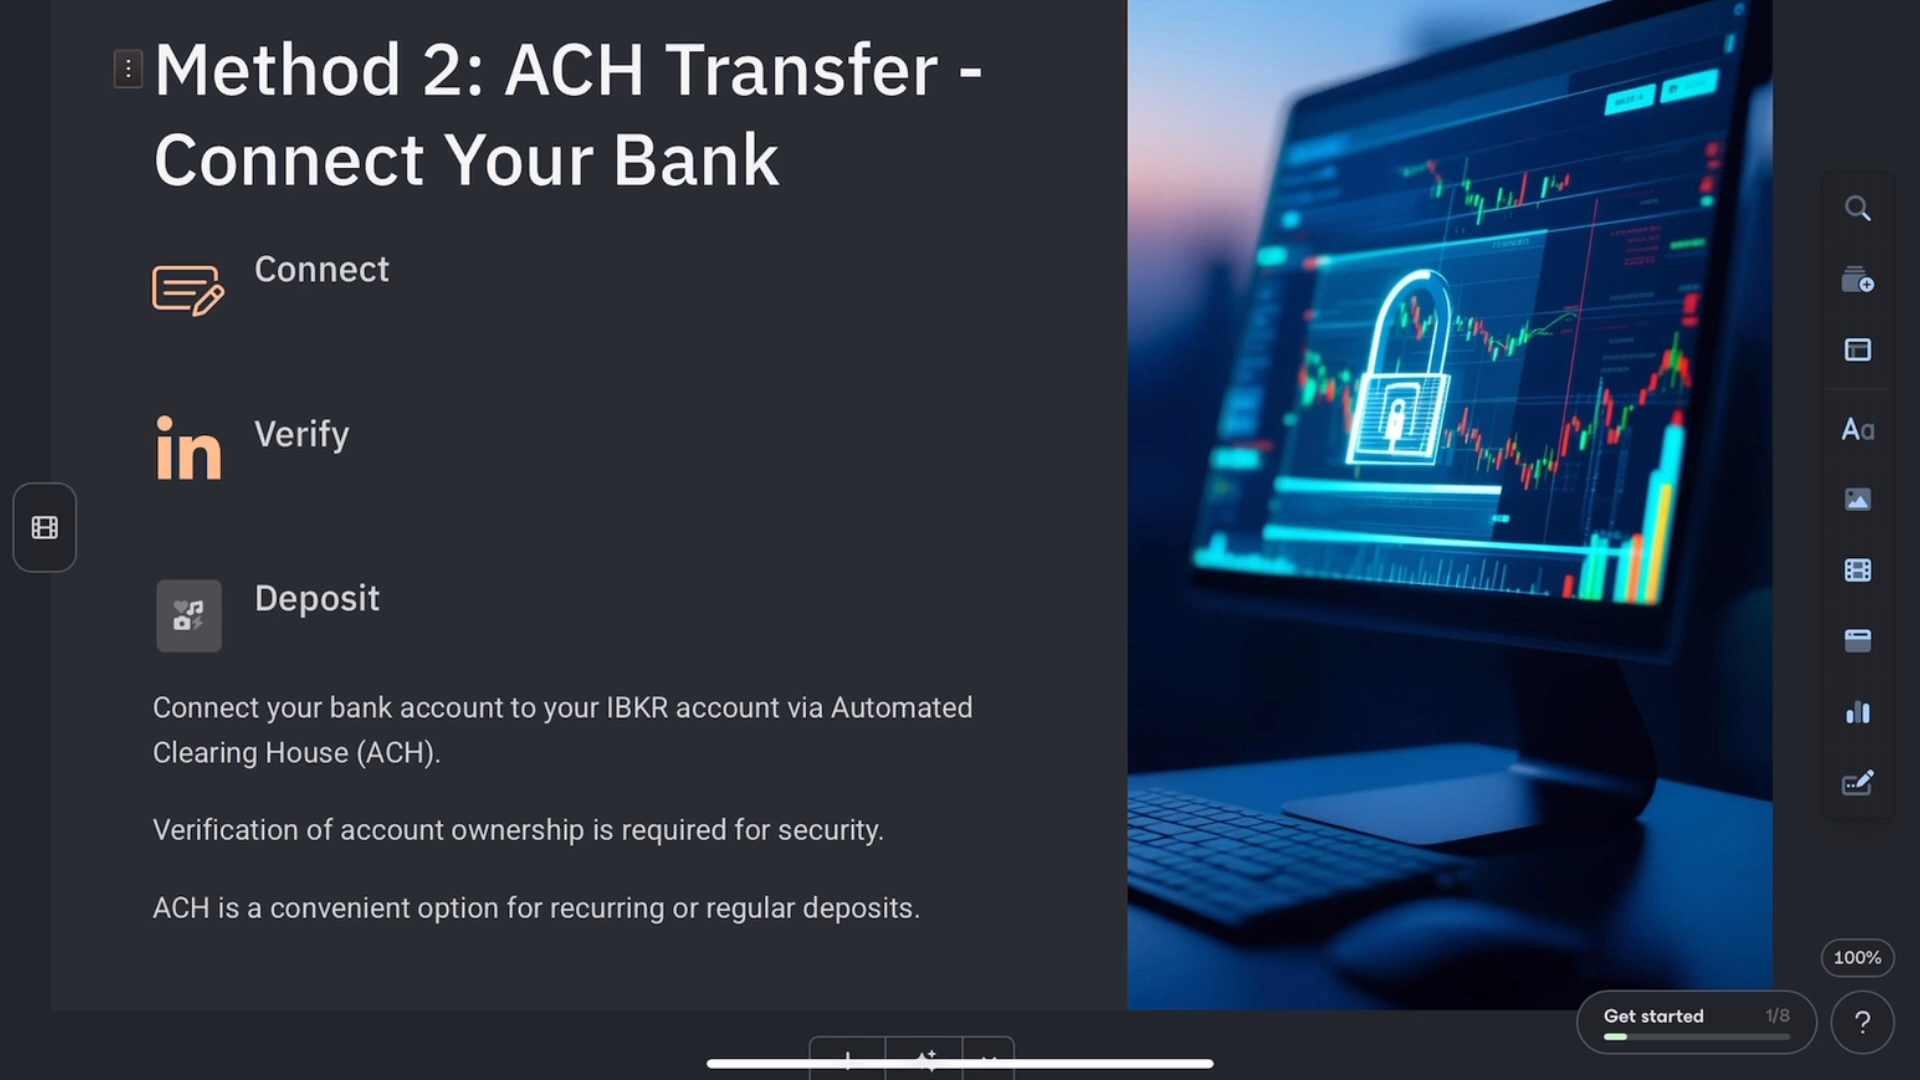 Method 2: ACH Transfer -
Connect Your Bank
Connect
in
Verify
Deposit
Connect your bank account to your IBKR account via Automated
Clearing House (ACH).
Verification of account ownership is required for security.
ACH is a convenient option for recurring or regular deposits.
Aa
100%
Get started 1/8
?